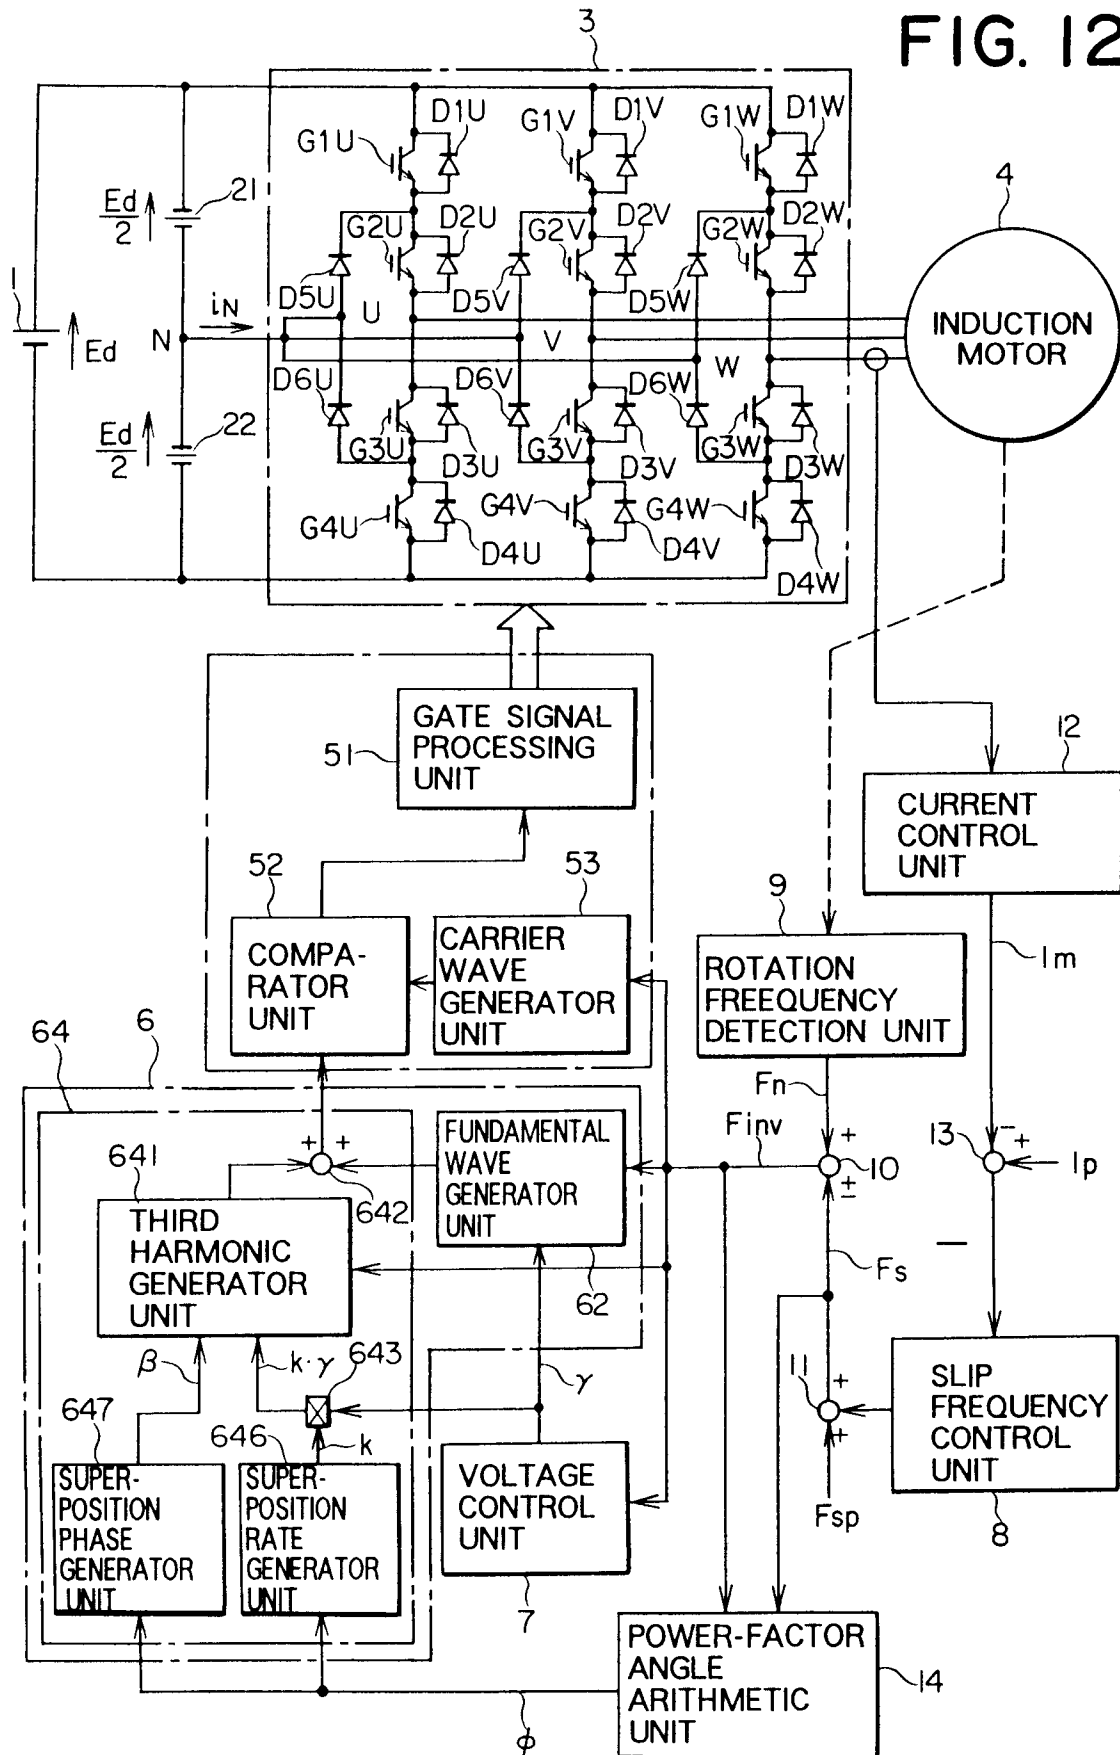 FIG. 12
3
G1U
D1U
G1V
D1V
G1W
D1W
4
Ed
2
21
G2U
D2U
G2V
D2V
G2W
D2W
1
Ed
iN
N
D5U
U
D5V
V
D5W
W
INDUCTION
MOTOR
D6U
D6V
D6W
Ed
2
22
G3U
D3U
G3V
D3V
G3W
D3W
G4U
D4U
G4V
D4V
G4W
D4W
51
GATE SIGNAL
PROCESSING
UNIT
12
CURRENT
CONTROL
UNIT
52
COMPA-
RATOR
UNIT
53
CARRIER
WAVE
GENERATOR
UNIT
9
ROTATION
FREEQUENCY
DETECTION UNIT
Im
64
6
Fn
Finv
+
±
10
13
-
+
Ip
641
THIRD
HARMONIC
GENERATOR
UNIT
+ +
642
FUNDAMENTAL
WAVE
GENERATOR
UNIT
62
Fs
−
β
k·γ
643
γ
11
+
+
Fsp
SLIP
FREQUENCY
CONTROL
UNIT
8
647
SUPER-
POSITION
PHASE
GENERATOR
UNIT
646
k
SUPER-
POSITION
RATE
GENERATOR
UNIT
VOLTAGE
CONTROL
UNIT
7
POWER-FACTOR
ANGLE
ARITHMETIC
UNIT
14
ϕ